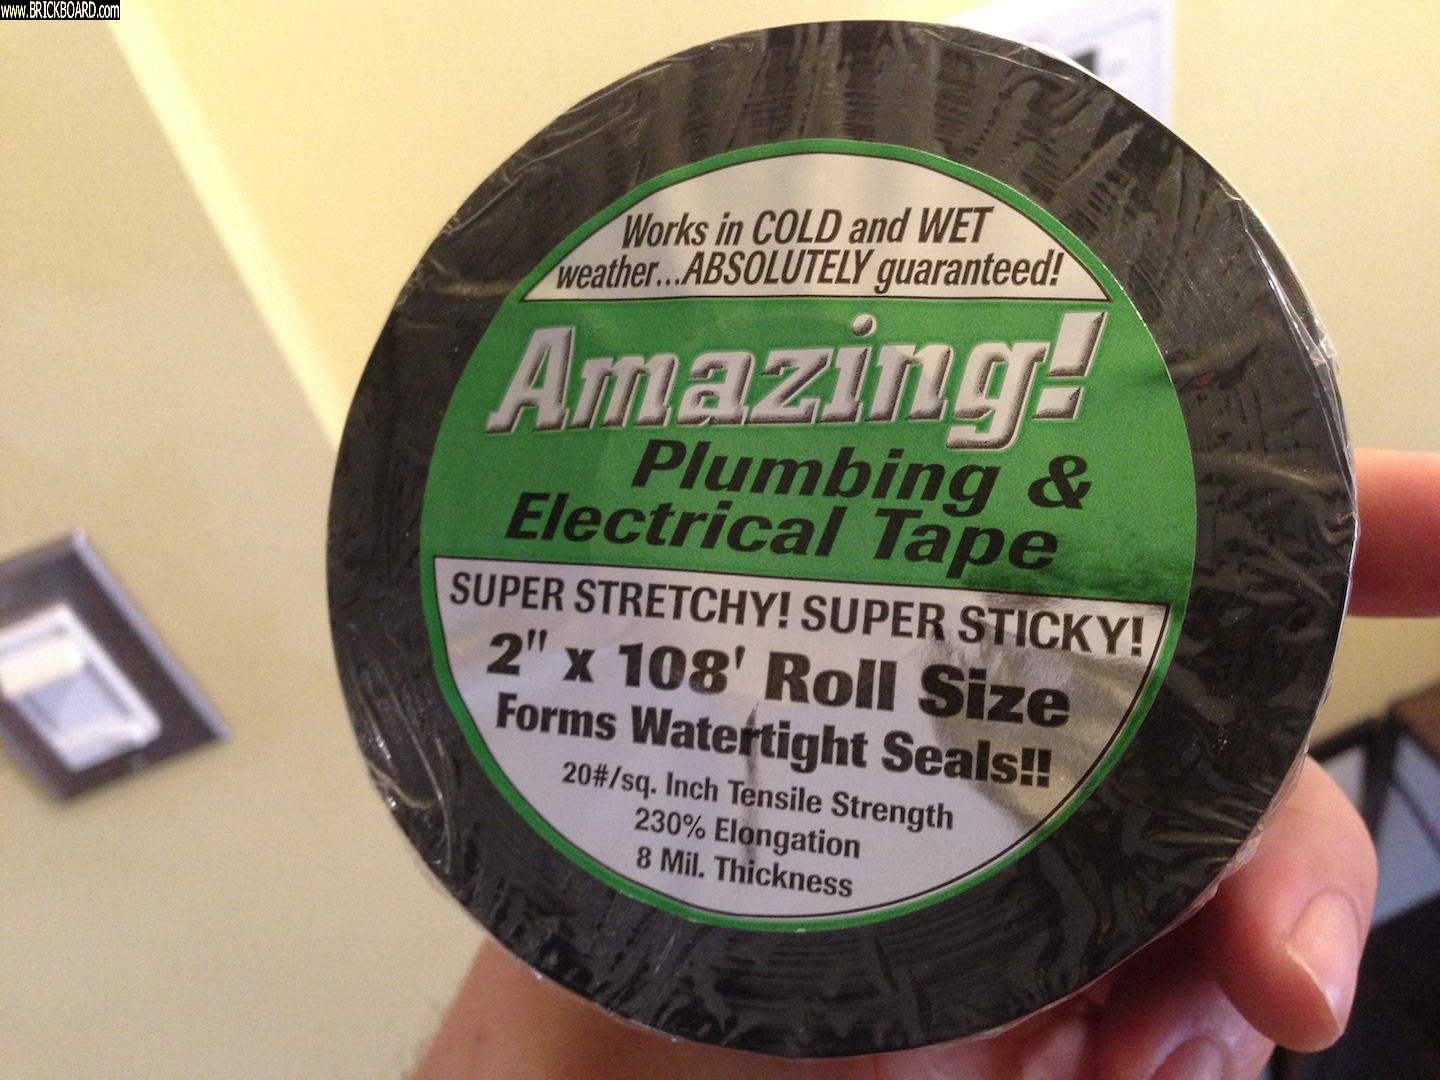 www.BRICKBOARD.com
Works in COLD and WET
weather...ABSOLUTELY guaranteed!
Amazing!
Plumbing &
Electrical Tape
SUPER STRETCHY! SUPER STICKY!
2" x 108' Roll Size
Forms Watertight Seals!!
20#/sq. Inch Tensile Strength
230% Elongation
8 Mil. Thickness